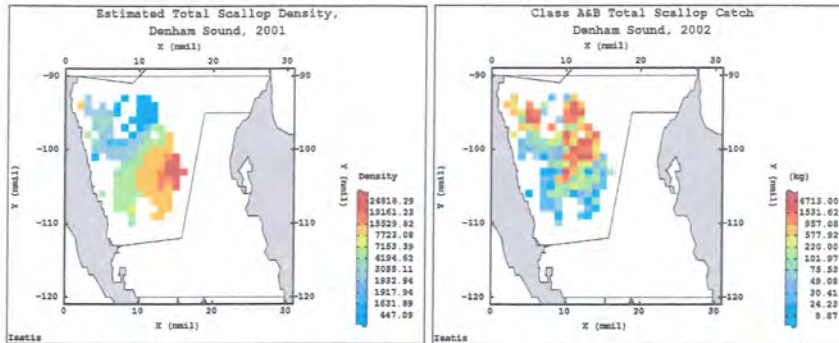 Estimated Total Scallop Density,
Denham Sound, 2001
X (nmil)
0 10 20 30
-90 -90
-100 -100
-110 -110
-120 -120
Y (nmil)
Y (nmil)
Density
24818.29
19161.23
15529.82
7723.08
7153.39
4194.62
3055.11
1932.94
1917.94
1631.89
447.09
0 10 20 30
X (nmil)
Isatis
Class A&B Total Scallop Catch
Denham Sound, 2002
X (nmil)
0 10 20 30
-90 -90
-100 -100
-110 -110
-120 -120
Y (nmil)
Y (nmil)
(kg)
4713.00
1531.62
957.08
577.92
220.02
101.97
75.53
49.08
30.41
24.23
9.87
0 10 20 30
X (nmil)
Isatis